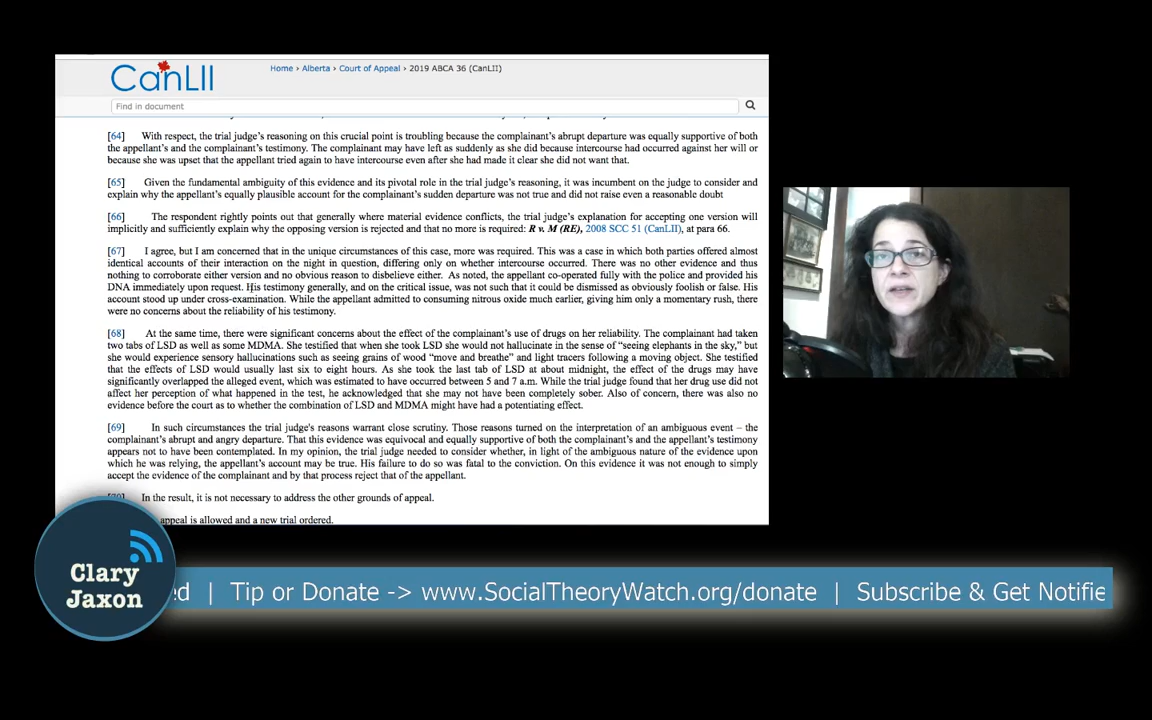 CanLII
Home › Alberta › Court of Appeal › 2019 ABCA 36 (CanLII)
Find in document
[64] With respect, the trial judge's reasoning on this crucial point is troubling because the complainant's abrupt departure was equally supportive of both
the appellant's and the complainant's testimony. The complainant may have left as suddenly as she did because intercourse had occurred against her will or
because she was upset that the appellant tried again to have intercourse even after she had made it clear she did not want that.
[65] Given the fundamental ambiguity of this evidence and its pivotal role in the trial judge's reasoning, it was incumbent on the judge to consider and
explain why the appellant's equally plausible account for the complainant's sudden departure was not true and did not raise even a reasonable doubt
[66] The respondent rightly points out that generally where material evidence conflicts, the trial judge's explanation for accepting one version will
implicitly and sufficiently explain why the opposing version is rejected and that no more is required: R v. M (RE), 2008 SCC 51 (CanLII), at para 66.
[67] I agree, but I am concerned that in the unique circumstances of this case, more was required. This was a case in which both parties offered almost
identical accounts of their interaction on the night in question, differing only on whether intercourse occurred. There was no other evidence and thus
nothing to corroborate either version and no obvious reason to disbelieve either. As noted, the appellant co-operated fully with the police and provided his
DNA immediately upon request. His testimony generally, and on the critical issue, was not such that it could be dismissed as obviously foolish or false. His
account stood up under cross-examination. While the appellant admitted to consuming nitrous oxide much earlier, giving him only a momentary rush, there
were no concerns about the reliability of his testimony.
[68] At the same time, there were significant concerns about the effect of the complainant's use of drugs on her reliability. The complainant had taken
two tabs of LSD as well as some MDMA. She testified that when she took LSD she would not hallucinate in the sense of "seeing elephants in the sky," but
she would experience sensory hallucinations such as seeing grains of wood "move and breathe" and light tracers following a moving object. She testified
that the effects of LSD would usually last six to eight hours. As she took the last tab of LSD at about midnight, the effect of the drugs may have
significantly overlapped the alleged event, which was estimated to have occurred between 5 and 7 a.m. While the trial judge found that her drug use did not
affect her perception of what happened in the test, he acknowledged that she may not have been completely sober. Also of concern, there was also no
evidence before the court as to whether the combination of LSD and MDMA might have had a potentiating effect.
[69] In such circumstances the trial judge's reasons warrant close scrutiny. Those reasons turned on the interpretation of an ambiguous event – the
complainant's abrupt and angry departure. That this evidence was equivocal and equally supportive of both the complainant's and the appellant's testimony
appears not to have been contemplated. In my opinion, the trial judge needed to consider whether, in light of the ambiguous nature of the evidence upon
which he was relying, the appellant's account may be true. His failure to do so was fatal to the conviction. On this evidence it was not enough to simply
accept the evidence of the complainant and by that process reject that of the appellant.
In the result, it is not necessary to address the other grounds of appeal.
appeal is allowed and a new trial ordered.
Clary
Jaxon
ed | Tip or Donate -> www.SocialTheoryWatch.org/donate | Subscribe & Get Notifie